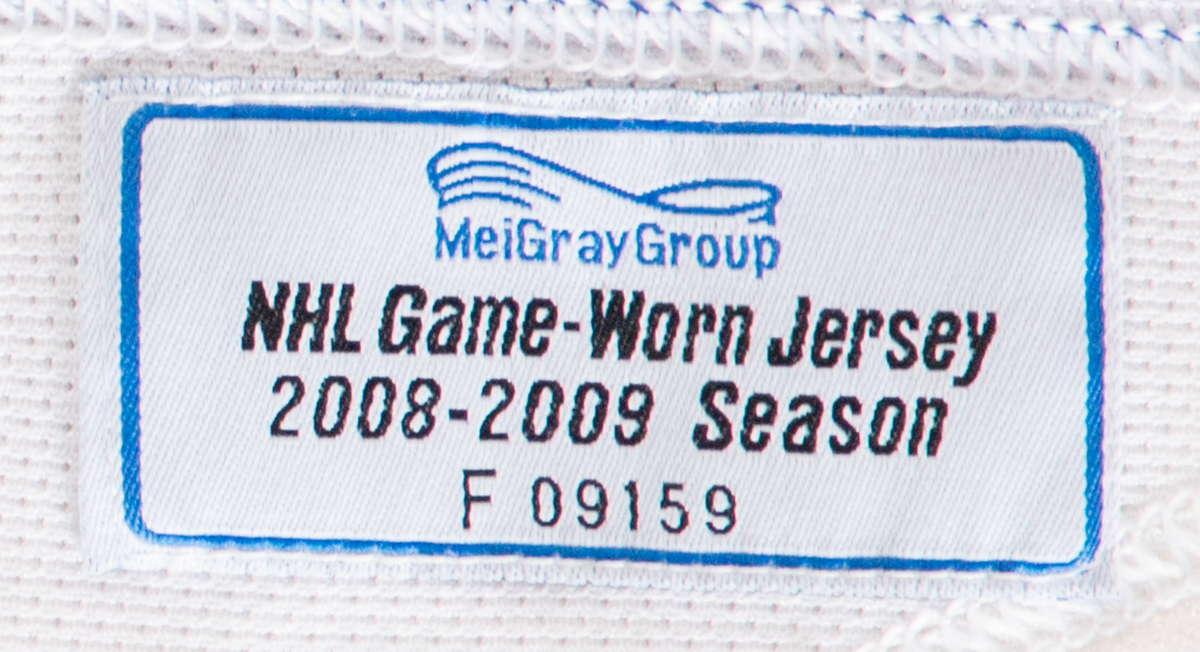 MeiGrayGroup
NHL Game-Worn Jersey
2008-2009 Season
F 09159